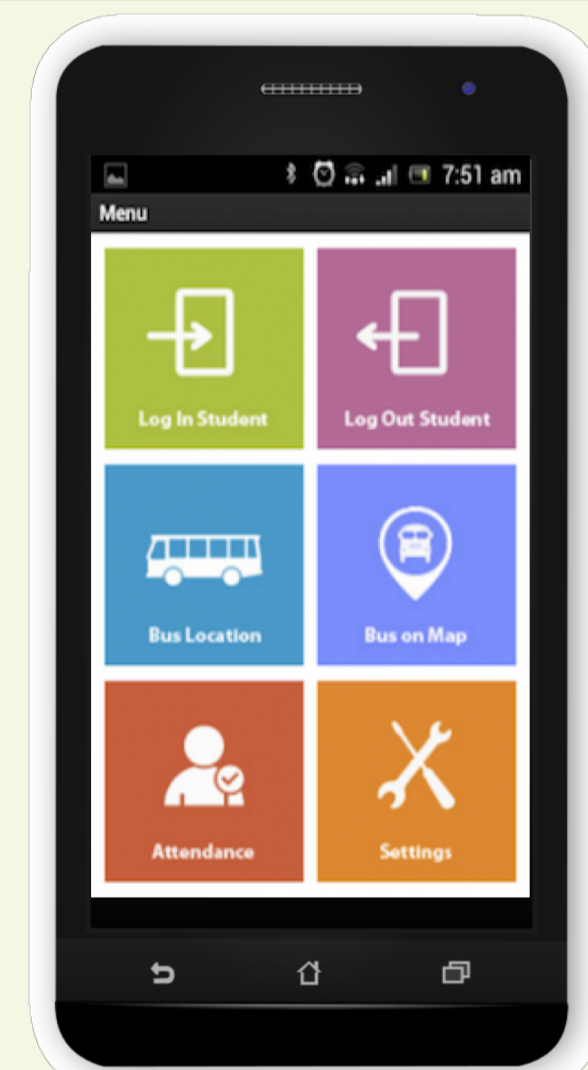 7:51 am
Menu
Log In Student
Log Out Student
Bus Location
Bus on Map
Attendance
Settings